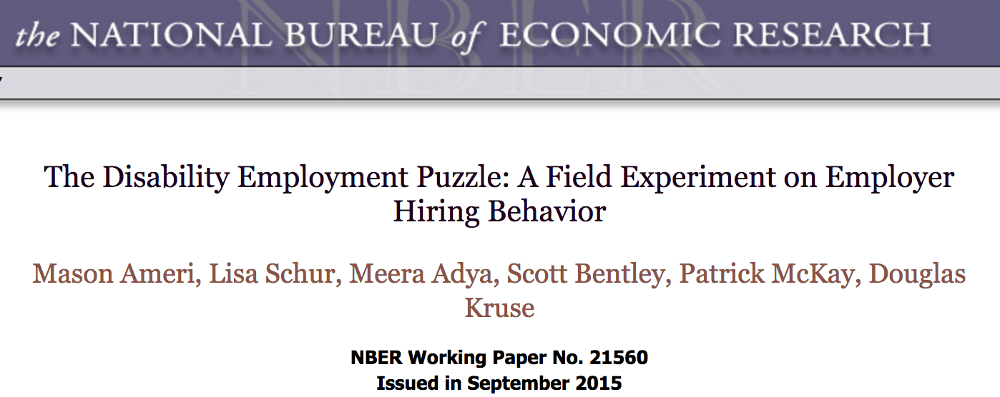 the NATIONAL BUREAU of ECONOMIC RESEARCH
The Disability Employment Puzzle: A Field Experiment on Employer
Hiring Behavior
Mason Ameri, Lisa Schur, Meera Adya, Scott Bentley, Patrick McKay, Douglas
Kruse
NBER Working Paper No. 21560
Issued in September 2015